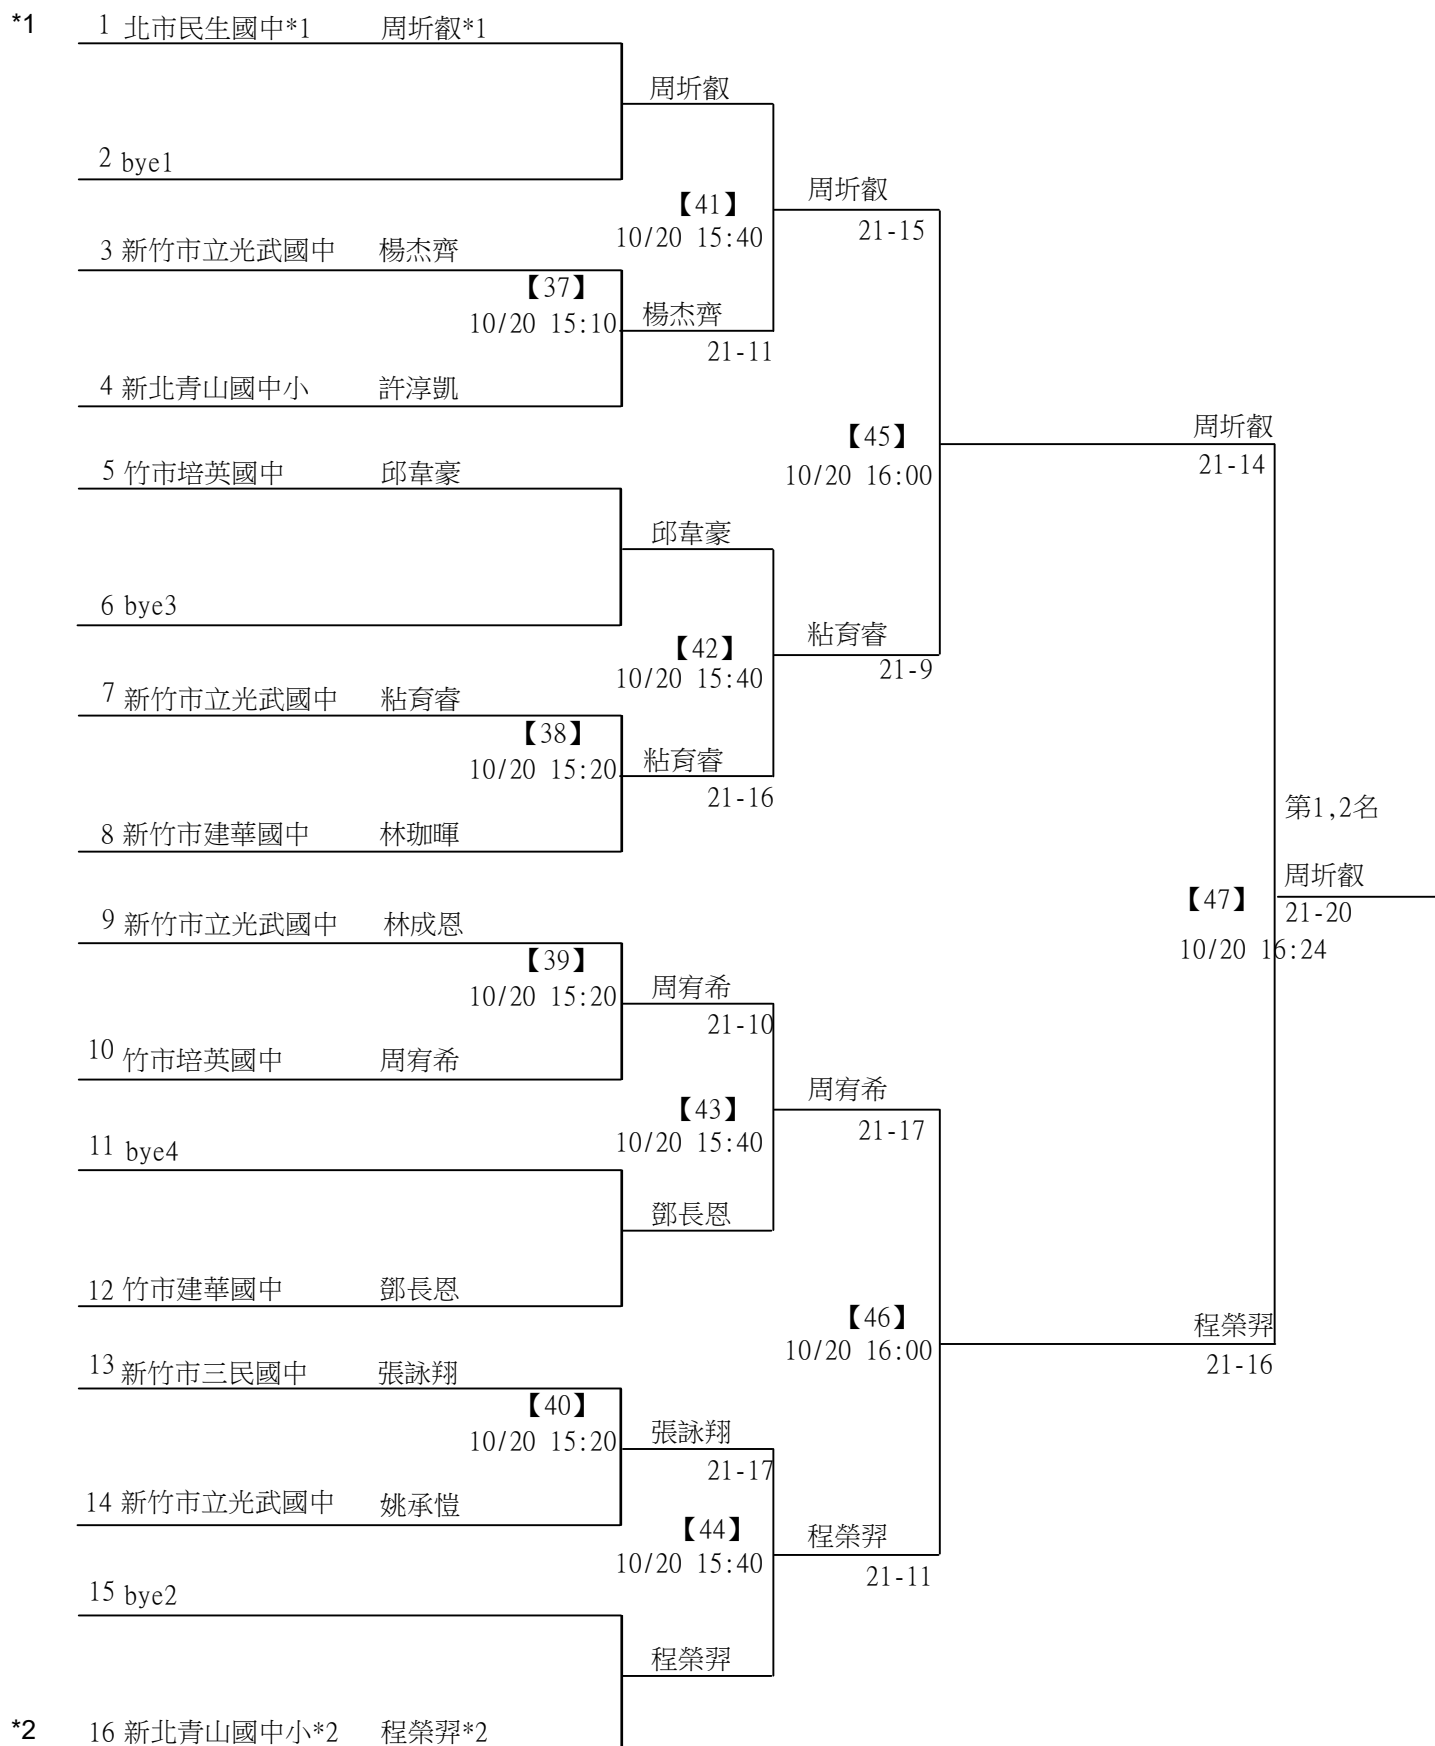 *1 1 北市民生國中*1 周圻叡*1
周圻叡
2 bye1
周圻叡
【41】
10/20 15:40
21-15
3 新竹市立光武國中 楊杰齊
【37】
10/20 15:10
楊杰齊
21-11
4 新北青山國中小 許淳凱
周圻叡
【45】
10/20 16:00
21-14
5 竹市培英國中 邱韋豪
邱韋豪
6 bye3
粘育睿
【42】
10/20 15:40
21-9
7 新竹市立光武國中 粘育睿
【38】
10/20 15:20
粘育睿
21-16
8 新竹市建華國中 林珈暉
第1,2名
周圻叡
【47】
21-20
10/20 16:24
9 新竹市立光武國中 林成恩
【39】
10/20 15:20
周宥希
21-10
10 竹市培英國中 周宥希
周宥希
【43】
10/20 15:40
21-17
11 bye4
鄧長恩
12 竹市建華國中 鄧長恩
【46】
10/20 16:00
程榮羿
21-16
13 新竹市三民國中 張詠翔
【40】
10/20 15:20
張詠翔
21-17
14 新竹市立光武國中 姚承愷
【44】
10/20 15:40
程榮羿
21-11
15 bye2
程榮羿
*2 16 新北青山國中小*2 程榮羿*2